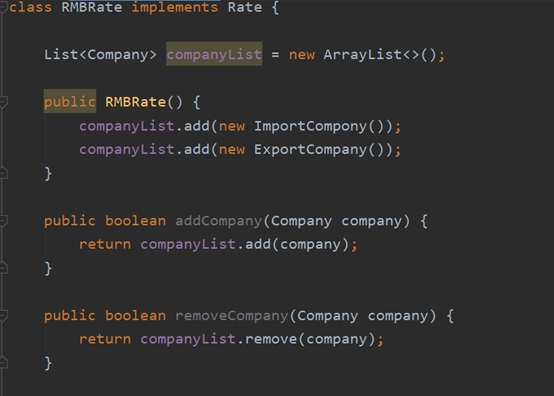 class RMBRate implements Rate {
List<Company> companyList = new ArrayList<>();
public RMBRate() {
companyList.add(new ImportCompony());
companyList.add(new ExportCompany());
}
public boolean addCompany(Company company) {
return companyList.add(company);
}
public boolean removeCompany(Company company) {
return companyList.remove(company);
}